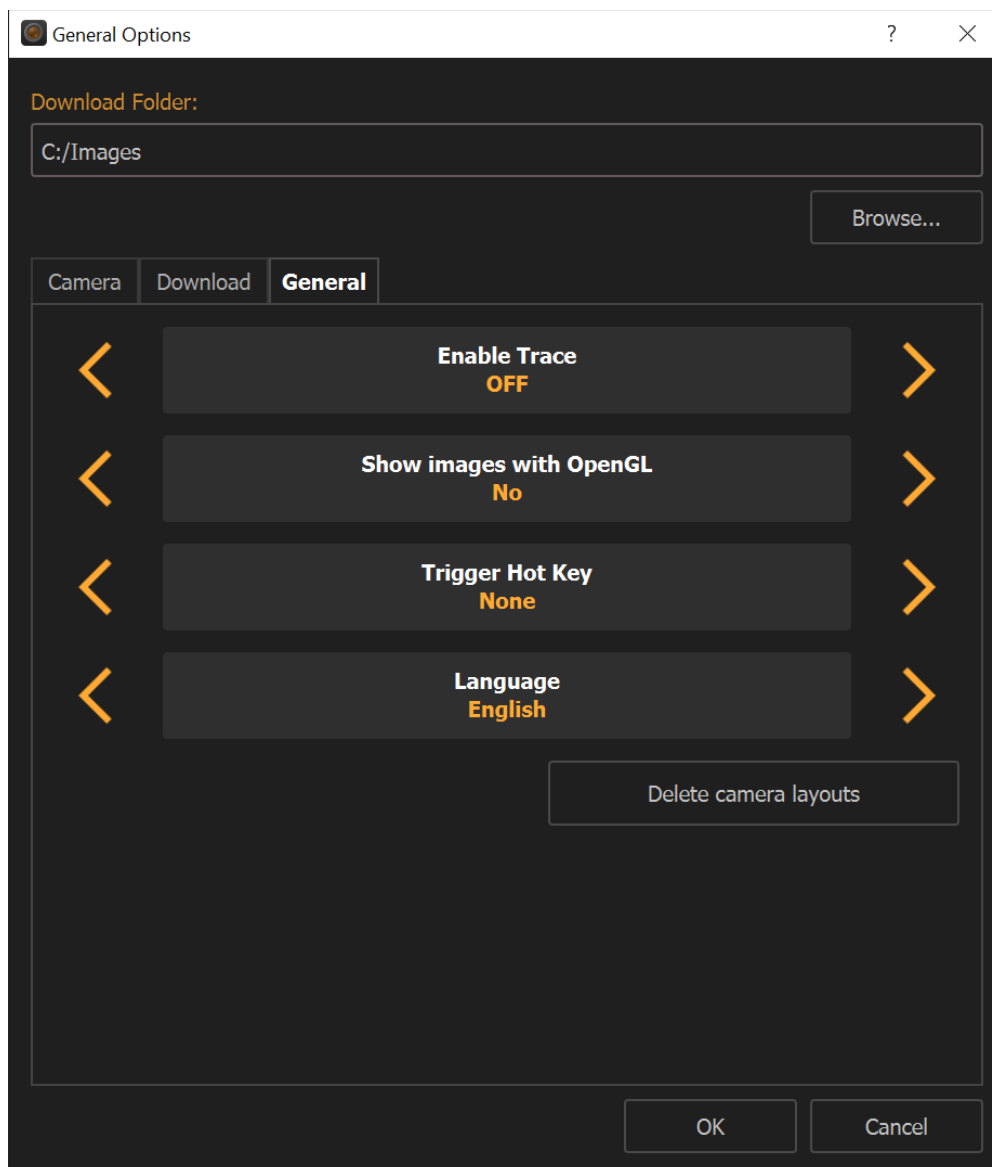 General Options
?
Download Folder:
C:/Images
Browse...
Camera Download General
Enable Trace
OFF
Show images with OpenGL
No
Trigger Hot Key
None
Language
English
Delete camera layouts
OK Cancel